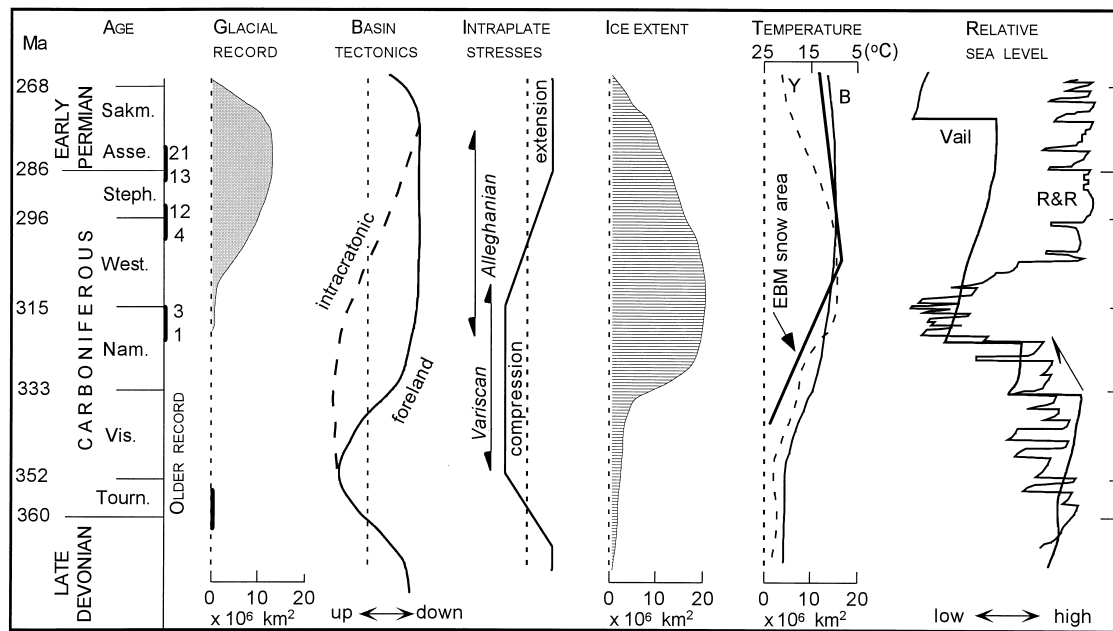 Ma
AGE
GLACIAL
RECORD
BASIN
TECTONICS
INTRAPLATE
STRESSES
ICE EXTENT
TEMPERATURE
25 15 5 (°C)
RELATIVE
SEA LEVEL
268
286
296
315
333
352
360
EARLY
PERMIAN
CARBONIFEROUS
LATE
DEVONIAN
Sakm.
Asse.
Steph.
West.
Nam.
Vis.
Tourn.
21
13
12
4
3
1
OLDER RECORD
intracratonic
foreland
Alleghanian
Variscan
extension
compression
Y
B
EBM snow area
Vail
R&R
0 10 20
x 10⁶ km²
up down
0 10 20
x 10⁶ km²
0 10 20
x 10⁶ km²
low high